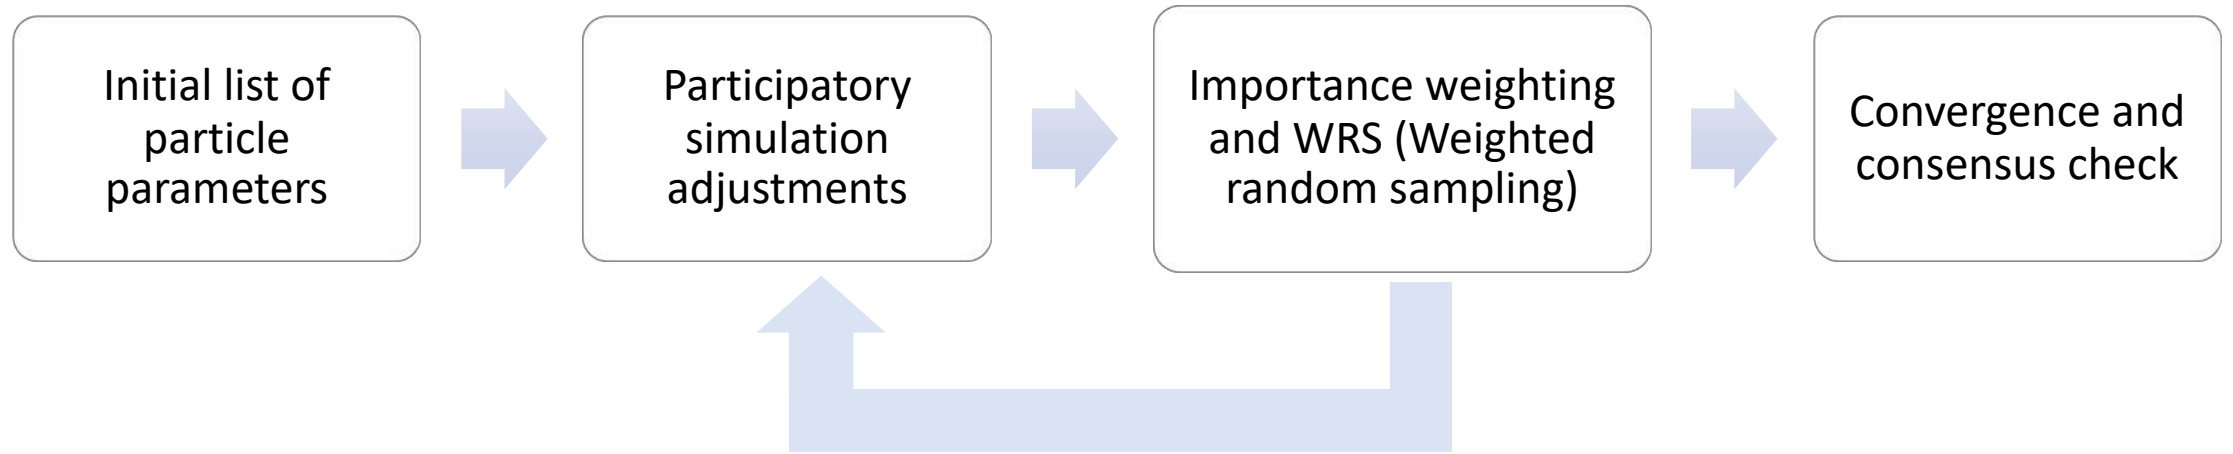 Initial list of
particle
parameters
Participatory
simulation
adjustments
Importance weighting
and WRS (Weighted
random sampling)
Convergence and
consensus check